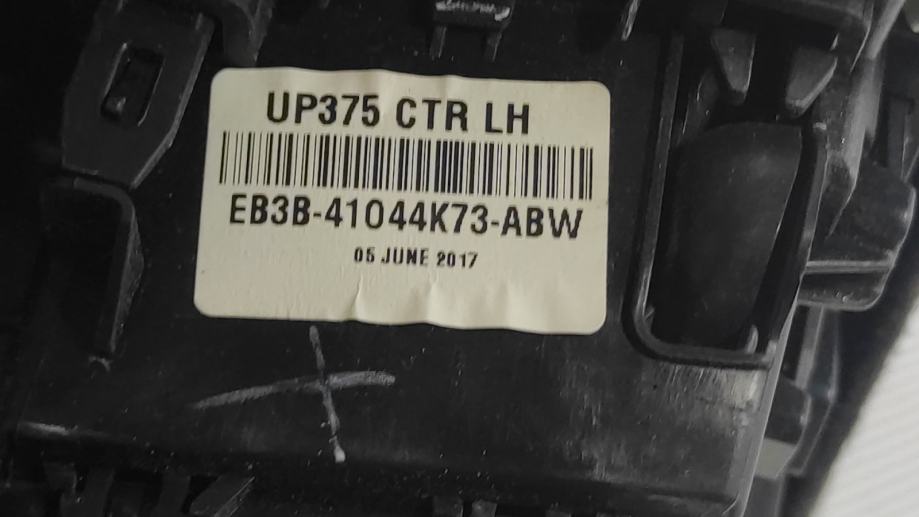 UP375 CTR LH
EB3B-41044K73-ABW
05 JUNE 2017